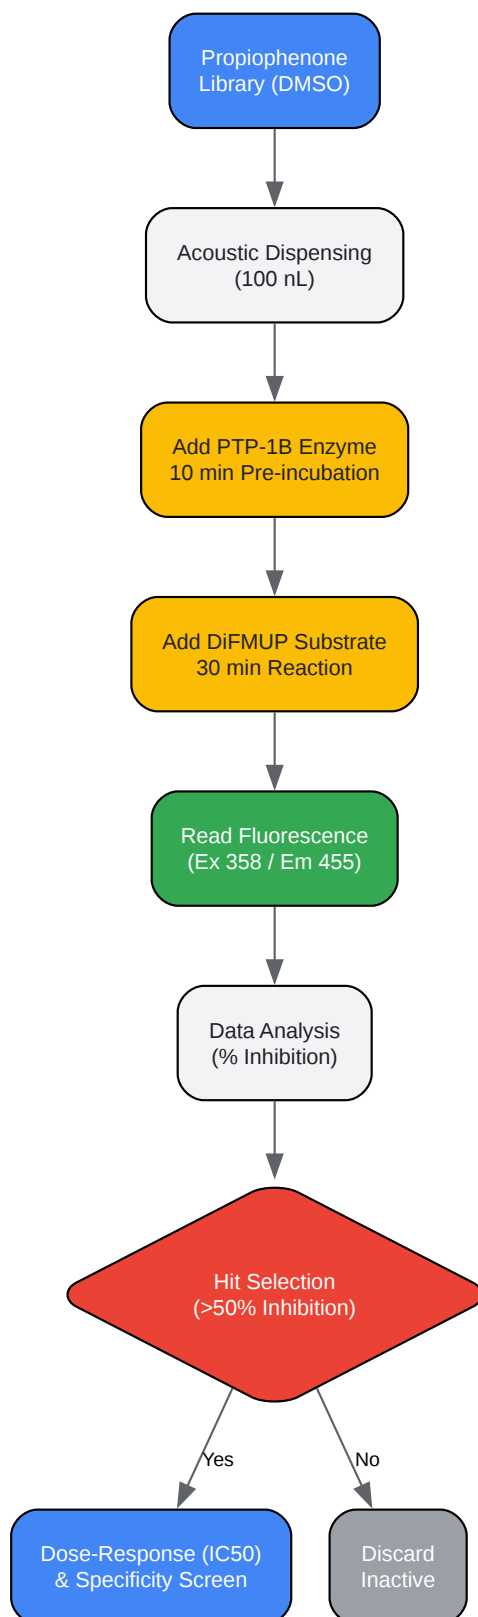 Propiophenone
Library (DMSO)
Acoustic Dispensing
(100 nL)
Add PTP-1B Enzyme
10 min Pre-incubation
Add DiFMUP Substrate
30 min Reaction
Read Fluorescence
(Ex 358 / Em 455)
Data Analysis
(% Inhibition)
Hit Selection
(>50% Inhibition)
Yes
No
Dose-Response (IC50)
& Specificity Screen
Discard
Inactive